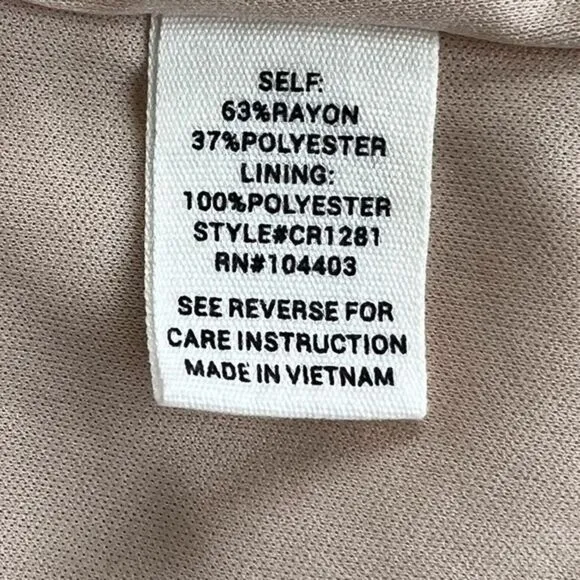 SELF:
63%RAYON
37%POLYESTER
LINING:
100%POLYESTER
STYLE#CR1281
RN#104403
SEE REVERSE FOR
CARE INSTRUCTION
MADE IN VIETNAM